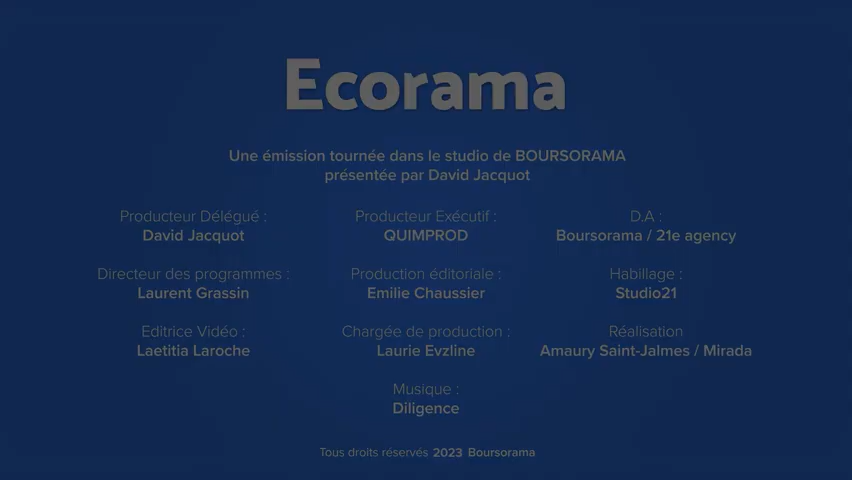 Ecorama
Une émission tournée dans le studio de BOURSORAMA
présentée par David Jacquot
Producteur Délégué :
David Jacquot
Producteur Exécutif :
QUIMPROD
D.A :
Boursorama / 21e agency
Directeur des programmes :
Laurent Grassin
Production éditoriale :
Emilie Chaussier
Habillage :
Studio21
Editrice Vidéo :
Laetitia Laroche
Chargée de production :
Laurie Evzline
Réalisation
Amaury Saint-Jalmes / Mirada
Musique :
Diligence
Tous droits réservés 2023 Boursorama